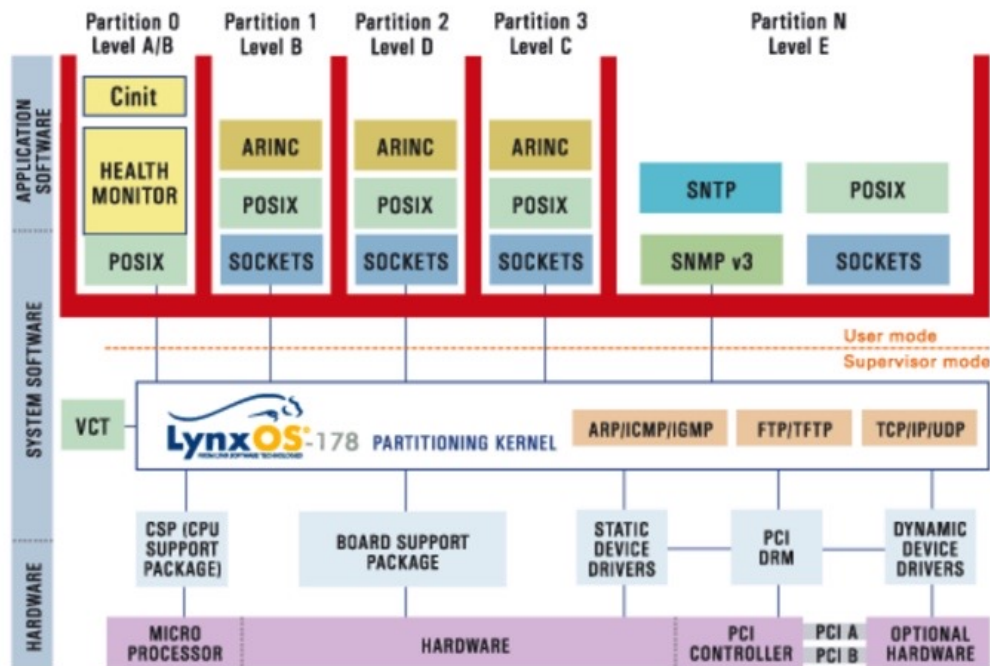 Partition 0
Level A/B
Partition 1
Level B
Partition 2
Level D
Partition 3
Level C
Partition N
Level E
APPLICATION
SOFTWARE
Cinit
HEALTH
MONITOR
POSIX
ARINC
POSIX
SOCKETS
ARINC
POSIX
SOCKETS
ARINC
POSIX
SOCKETS
SNTP
POSIX
SNMP v3
SOCKETS
User mode
Supervisor mode
SYSTEM SOFTWARE
VCT
LynxOS-178 PARTITIONING KERNEL
ARP/ICMP/IGMP
FTP/TFTP
TCP/IP/UDP
CSP (CPU
SUPPORT
PACKAGE)
BOARD SUPPORT
PACKAGE
STATIC
DEVICE
DRIVERS
PCI
DRM
DYNAMIC
DEVICE
DRIVERS
HARDWARE
MICRO
PROCESSOR
HARDWARE
PCI
CONTROLLER
PCI A
PCI B
OPTIONAL
HARDWARE